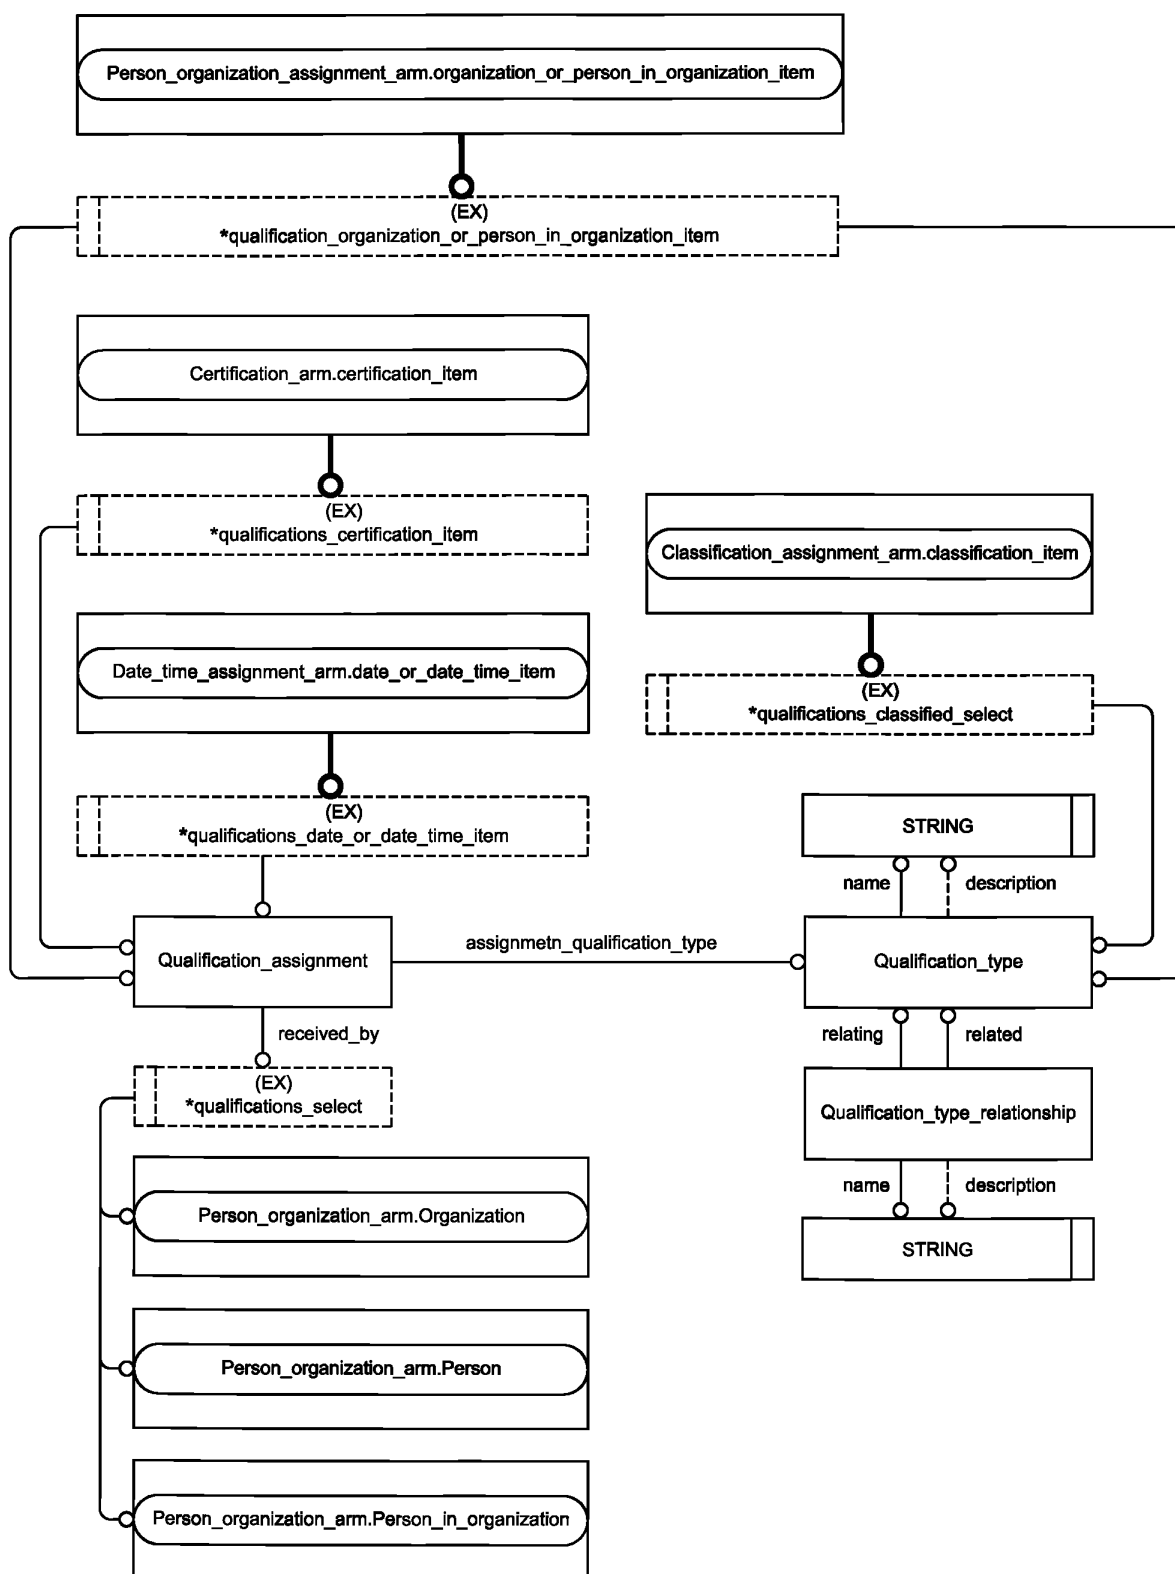 Person_organization_assignment_arm.organization_or_person_in_organization_item
(EX)
*qualification_organization_or_person_in_organization_item
Certification_arm.certification_item
(EX)
*qualifications_certification_item
Classification_assignment_arm.classification_item
Date_time_assignment_arm.date_or_date_time_item
(EX)
*qualifications_classified_select
(EX)
*qualifications_date_or_date_time_item
STRING
name
description
Qualification_assignment
assignmetn_qualification_type
Qualification_type
received_by
relating
related
(EX)
*qualifications_select
Qualification_type_relationship
name
description
Person_organization_arm.Organization
STRING
Person_organization_arm.Person
Person_organization_arm.Person_in_organization